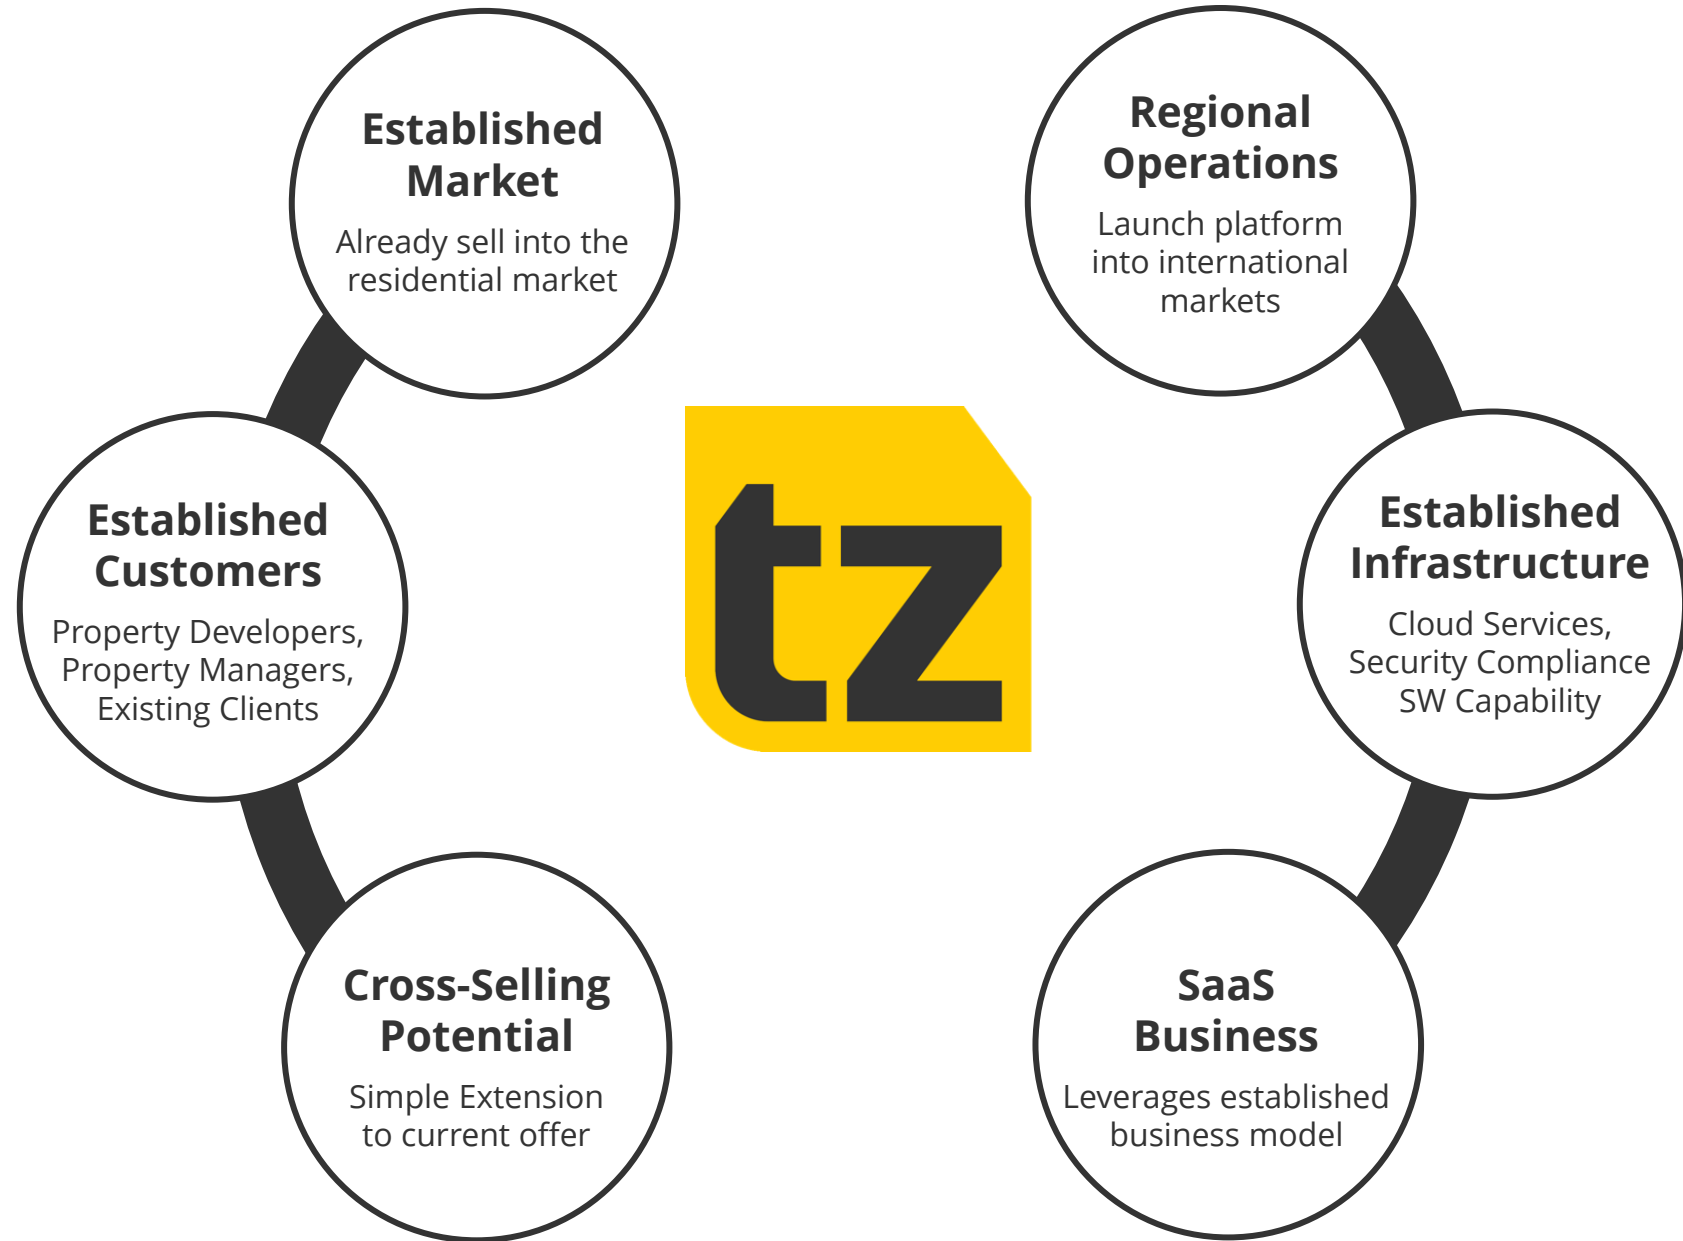 Established
Market
Already sell into the
residential market
Regional
Operations
Launch platform
into international
markets
Established
Customers
Property Developers,
Property Managers,
Existing Clients
tz
Established
Infrastructure
Cloud Services,
Security Compliance
SW Capability
Cross-Selling
Potential
Simple Extension
to current offer
SaaS
Business
Leverages established
business model